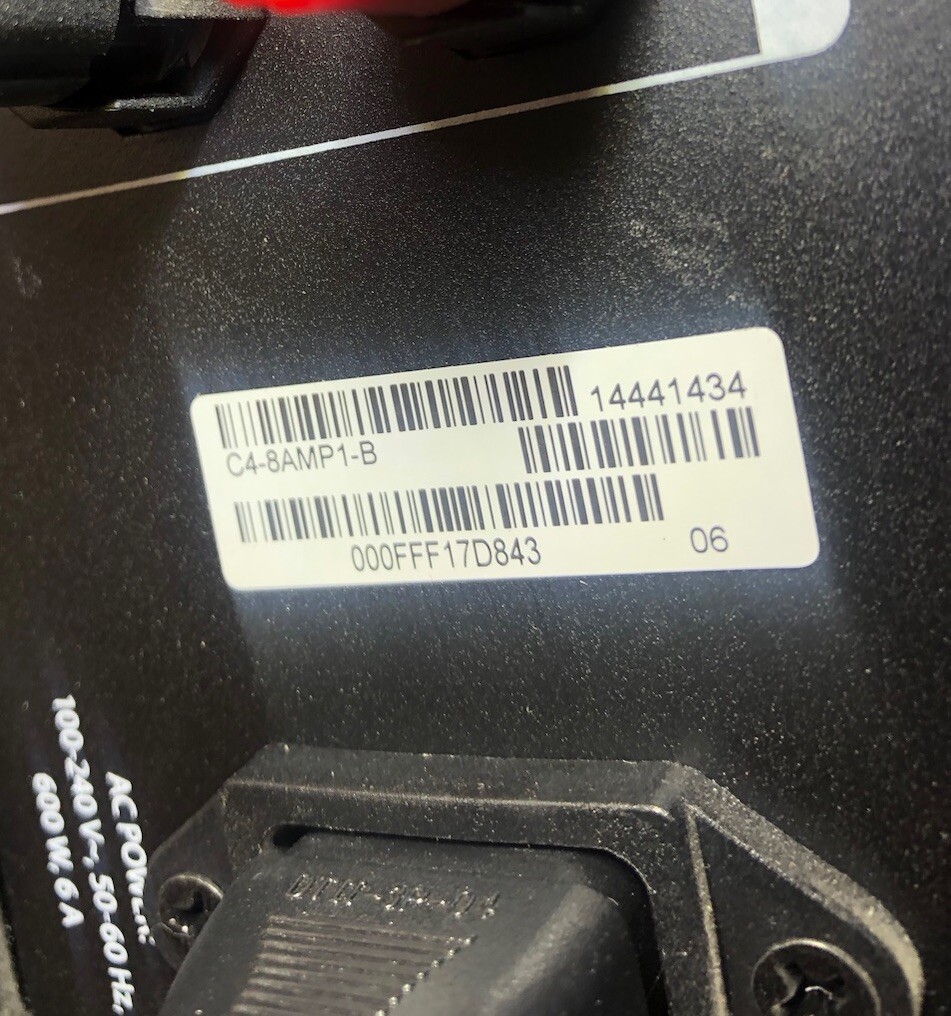 14441434
C4-8AMP1-B
000FFF17D843
06
AC POWER:
100-240 V~, 50-60 Hz,
600 W, 6 A